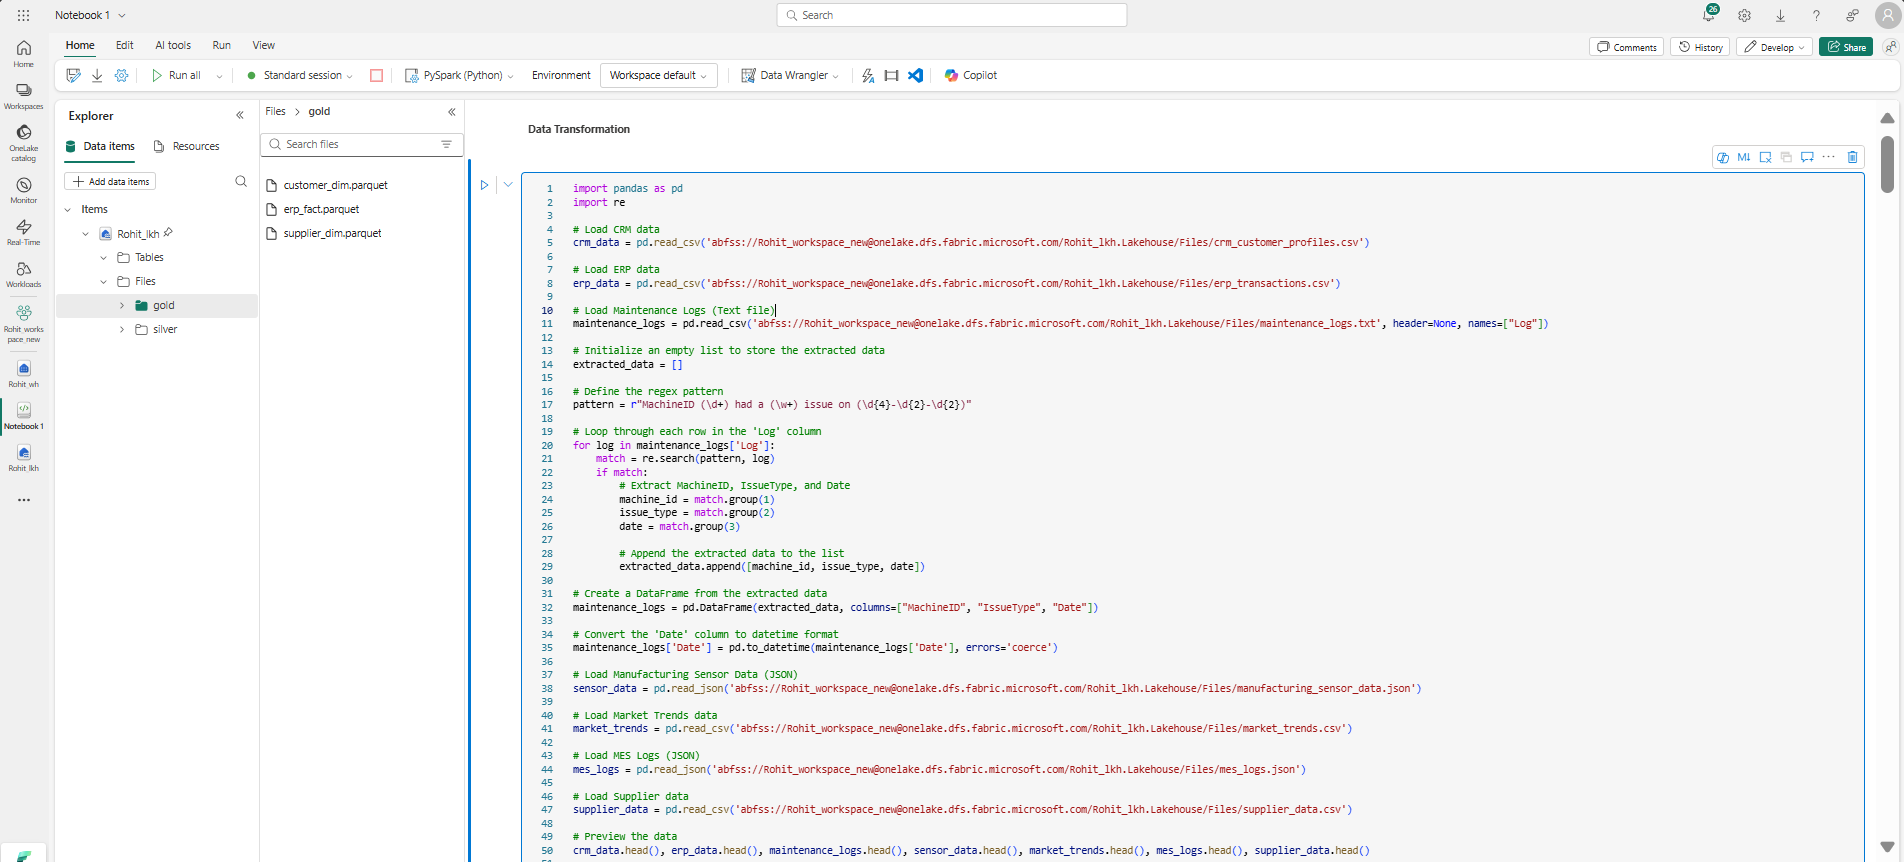 Notebook 1
Search
26
Home Edit AI tools Run View
Comments History Develop Share
Run all Standard session PySpark (Python) Environment Workspace default Data Wrangler Copilot
Home
Workspaces
OneLake
catalog
Monitor
Real-Time
Workloads
Rohit_works
pace_new
Rohit_wh
Notebook 1
Rohit_lkh
...
Explorer
Data items Resources
Add data items
Items
Rohit_lkh
Tables
Files
gold
silver
Files > gold
Search files
customer_dim.parquet
erp_fact.parquet
supplier_dim.parquet
Data Transformation
M↓
1 import pandas as pd
2 import re
3
4 # Load CRM data
5 crm_data = pd.read_csv('abfss://Rohit_workspace_new@onelake.dfs.fabric.microsoft.com/Rohit_lkh.Lakehouse/Files/crm_customer_profiles.csv')
6
7 # Load ERP data
8 erp_data = pd.read_csv('abfss://Rohit_workspace_new@onelake.dfs.fabric.microsoft.com/Rohit_lkh.Lakehouse/Files/erp_transactions.csv')
9
10 # Load Maintenance Logs (Text file)
11 maintenance_logs = pd.read_csv('abfss://Rohit_workspace_new@onelake.dfs.fabric.microsoft.com/Rohit_lkh.Lakehouse/Files/maintenance_logs.txt', header=None, names=["Log"])
12
13 # Initialize an empty list to store the extracted data
14 extracted_data = []
15
16 # Define the regex pattern
17 pattern = r"MachineID (\d+) had a (\w+) issue on (\d{4}-\d{2}-\d{2})"
18
19 # Loop through each row in the 'Log' column
20 for log in maintenance_logs['Log']:
21 match = re.search(pattern, log)
22 if match:
23 # Extract MachineID, IssueType, and Date
24 machine_id = match.group(1)
25 issue_type = match.group(2)
26 date = match.group(3)
27
28 # Append the extracted data to the list
29 extracted_data.append([machine_id, issue_type, date])
30
31 # Create a DataFrame from the extracted data
32 maintenance_logs = pd.DataFrame(extracted_data, columns=["MachineID", "IssueType", "Date"])
33
34 # Convert the 'Date' column to datetime format
35 maintenance_logs['Date'] = pd.to_datetime(maintenance_logs['Date'], errors='coerce')
36
37 # Load Manufacturing Sensor Data (JSON)
38 sensor_data = pd.read_json('abfss://Rohit_workspace_new@onelake.dfs.fabric.microsoft.com/Rohit_lkh.Lakehouse/Files/manufacturing_sensor_data.json')
39
40 # Load Market Trends data
41 market_trends = pd.read_csv('abfss://Rohit_workspace_new@onelake.dfs.fabric.microsoft.com/Rohit_lkh.Lakehouse/Files/market_trends.csv')
42
43 # Load MES Logs (JSON)
44 mes_logs = pd.read_json('abfss://Rohit_workspace_new@onelake.dfs.fabric.microsoft.com/Rohit_lkh.Lakehouse/Files/mes_logs.json')
45
46 # Load Supplier data
47 supplier_data = pd.read_csv('abfss://Rohit_workspace_new@onelake.dfs.fabric.microsoft.com/Rohit_lkh.Lakehouse/Files/supplier_data.csv')
48
49 # Preview the data
50 crm_data.head(), erp_data.head(), maintenance_logs.head(), sensor_data.head(), market_trends.head(), mes_logs.head(), supplier_data.head()